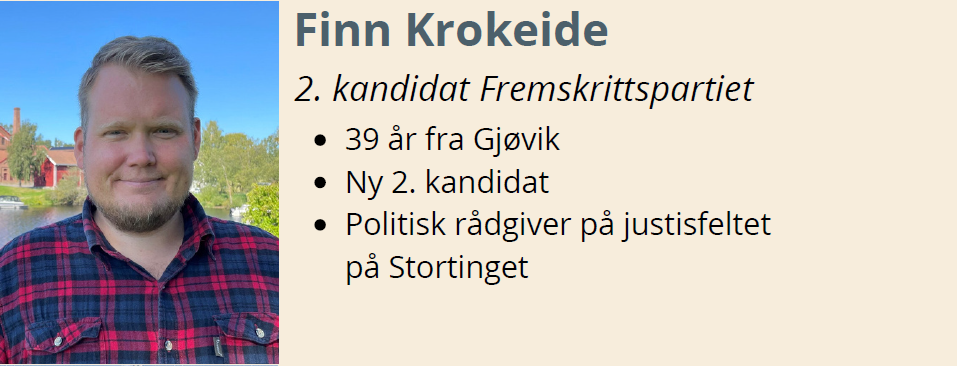 Finn Krokeide
2. kandidat Fremskrittspartiet
• 39 år fra Gjøvik
• Ny 2. kandidat
• Politisk rådgiver på justisfeltet
på Stortinget